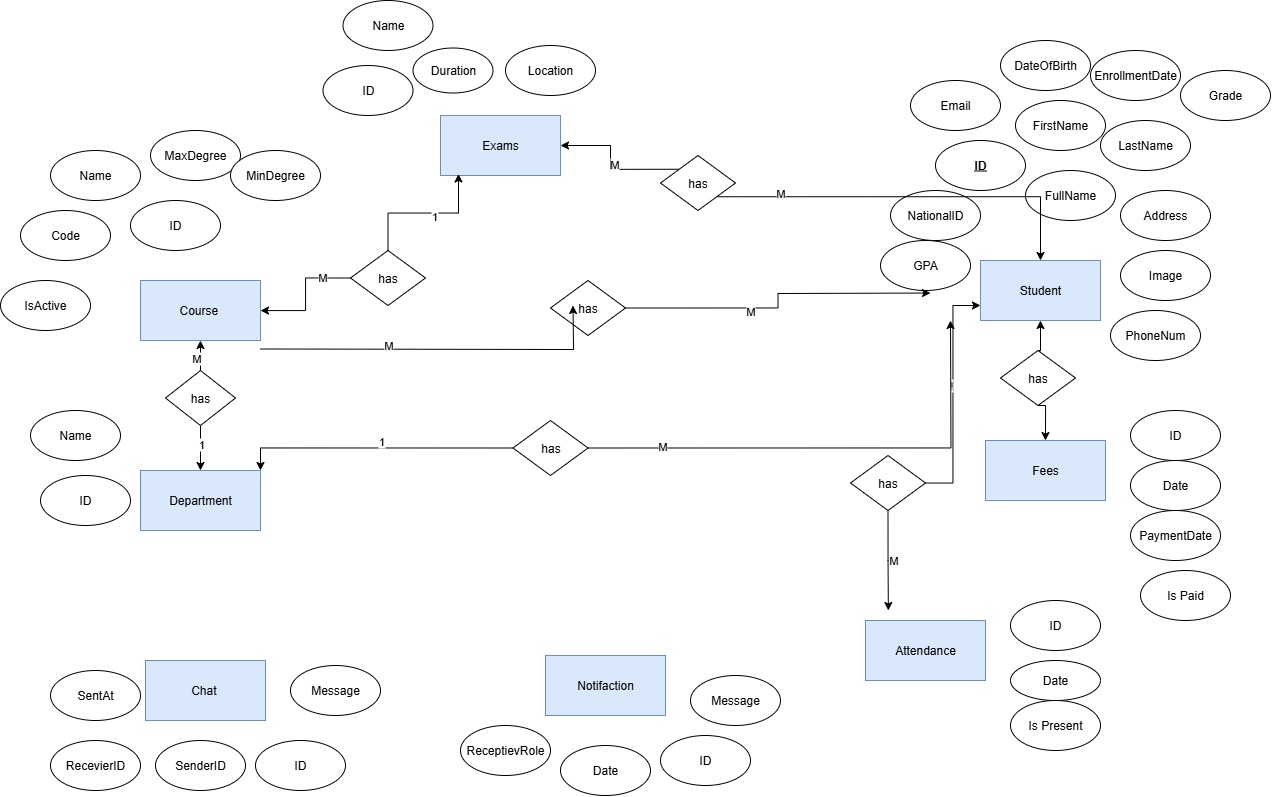 Name
ID
Duration
Location
Exams
DateOfBirth
EnrollmentDate
Grade
Email
FirstName
LastName
ID
FullName
NationalID
Address
GPA
Image
Student
PhoneNum
Name
MaxDegree
MinDegree
Code
ID
IsActive
Course
has
M
1
has
M
M
has
M
M
has
M
1
has
1
M
has
M
has
Name
ID
Department
Fees
ID
Date
PaymentDate
Is Paid
Attendance
ID
Date
Is Present
SentAt
Chat
Message
RecevierID
SenderID
ID
Notifaction
Message
ReceptievRole
Date
ID